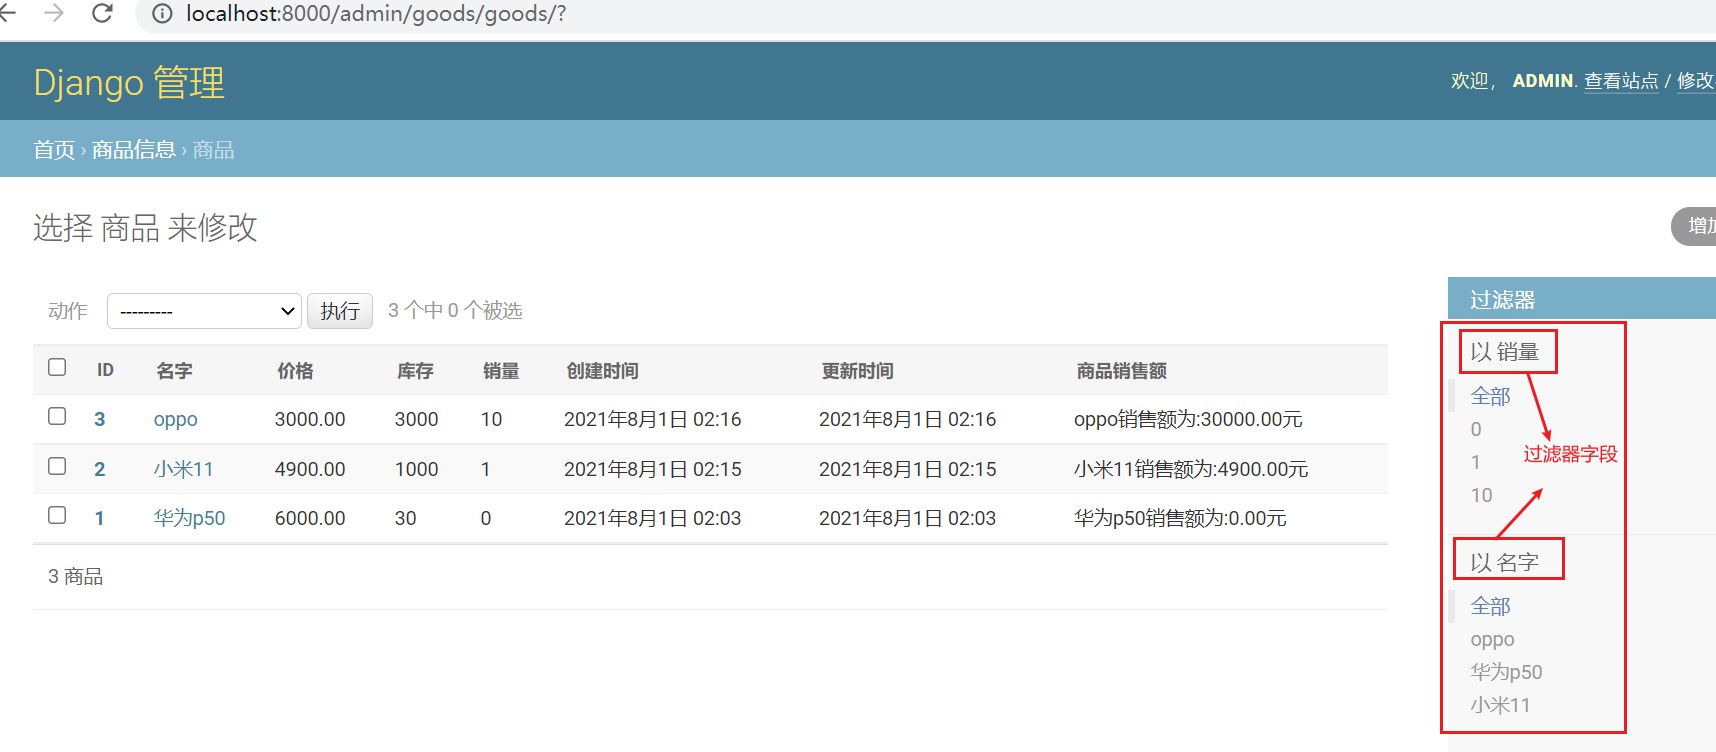 localhost:8000/admin/goods/goods/?
Django 管理
欢迎， ADMIN. 查看站点 / 修改
首页 › 商品信息 › 商品
选择 商品 来修改
增加
动作 --------- 执行 3 个中 0 个被选
ID 名字 价格 库存 销量 创建时间 更新时间 商品销售额
3 oppo 3000.00 3000 10 2021年8月1日 02:16 2021年8月1日 02:16 oppo销售额为:30000.00元
2 小米11 4900.00 1000 1 2021年8月1日 02:15 2021年8月1日 02:15 小米11销售额为:4900.00元
1 华为p50 6000.00 30 0 2021年8月1日 02:03 2021年8月1日 02:03 华为p50销售额为:0.00元
3 商品
过滤器
以 销量
全部
0
1
10
过滤器字段
以 名字
全部
oppo
华为p50
小米11